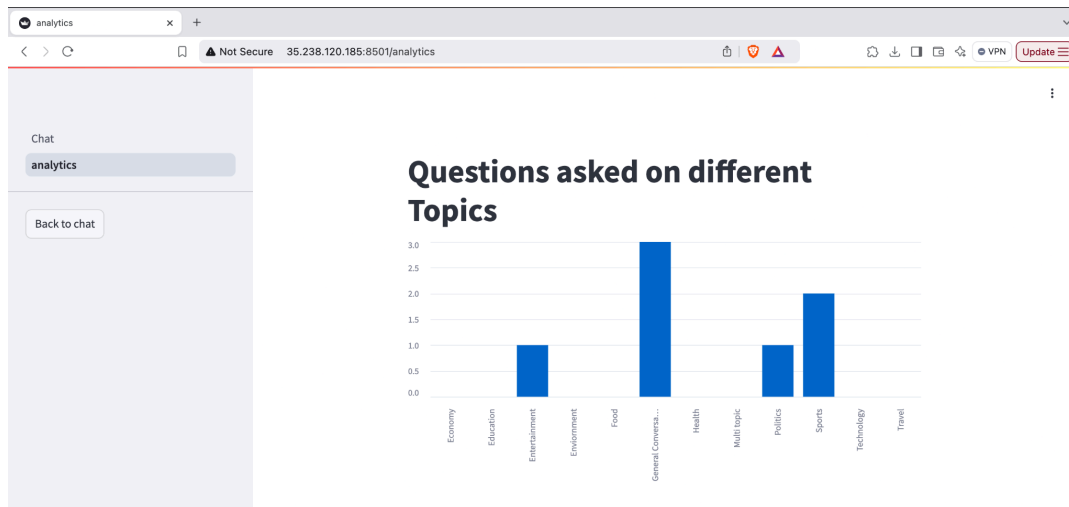 analytics
Not Secure 35.238.120.185:8501/analytics
VPN
Update
Chat
analytics
Back to chat
Questions asked on different
Topics
3.0
2.5
2.0
1.5
1.0
0.5
0.0
Economy
Education
Entertainment
Enviornment
Food
General Conversa...
Health
Multi topic
Politics
Sports
Technology
Travel